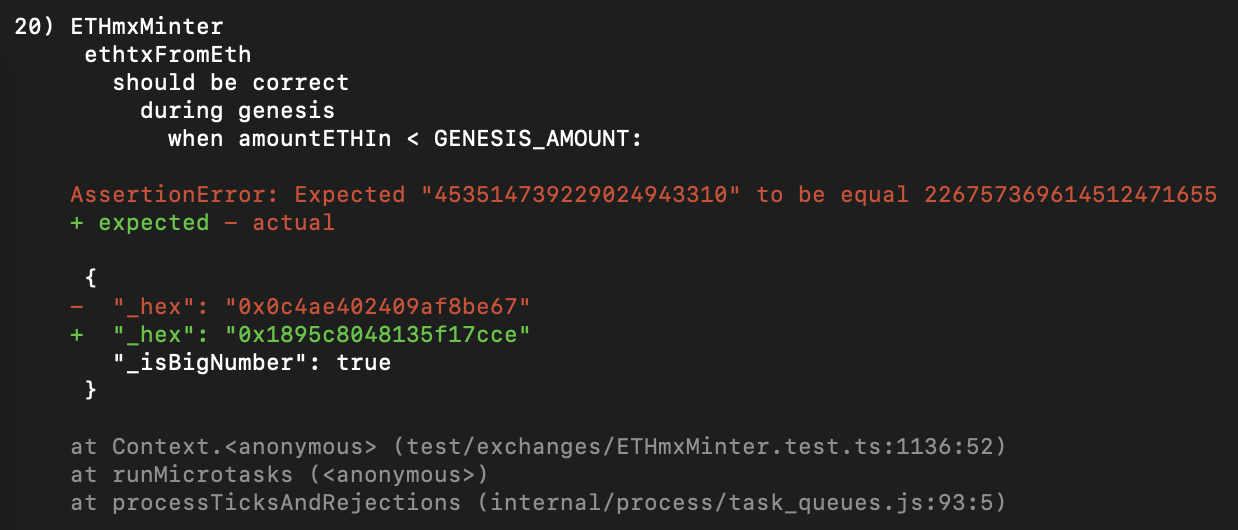 20) ETHmxMinter
ethtxFromEth
should be correct
during genesis
when amountETHIn < GENESIS_AMOUNT:
AssertionError: Expected "453514739229024943310" to be equal 226757369614512471655
+ expected - actual
{
- "_hex": "0x0c4ae402409af8be67"
+ "_hex": "0x1895c8048135f17cce"
"_isBigNumber": true
}
at Context.<anonymous> (test/exchanges/ETHmxMinter.test.ts:1136:52)
at runMicrotasks (<anonymous>)
at processTicksAndRejections (internal/process/task_queues.js:93:5)